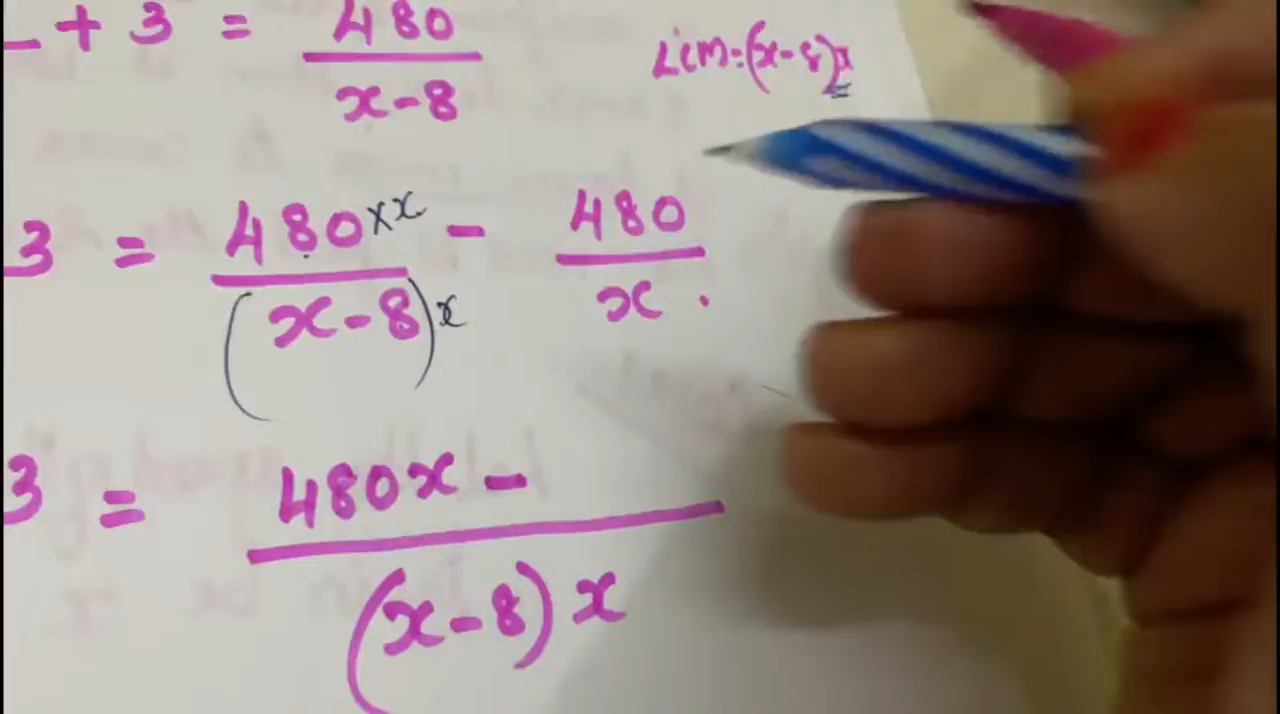 - + 3 = 480/(x-8)
LCM:(x-8)x
3 = 480×x/(x-8)x - 480/x .
3 = 480x - /(x-8)x